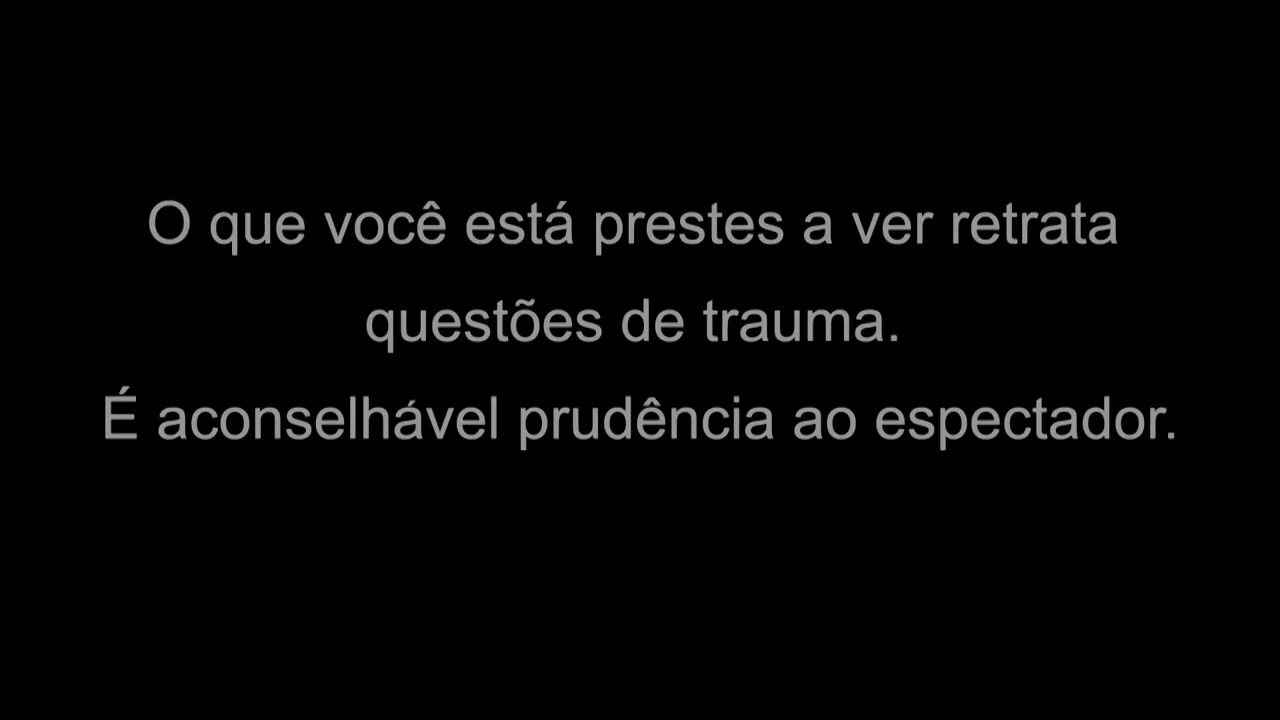 O que você está prestes a ver retrata
questões de trauma.
É aconselhável prudência ao espectador.